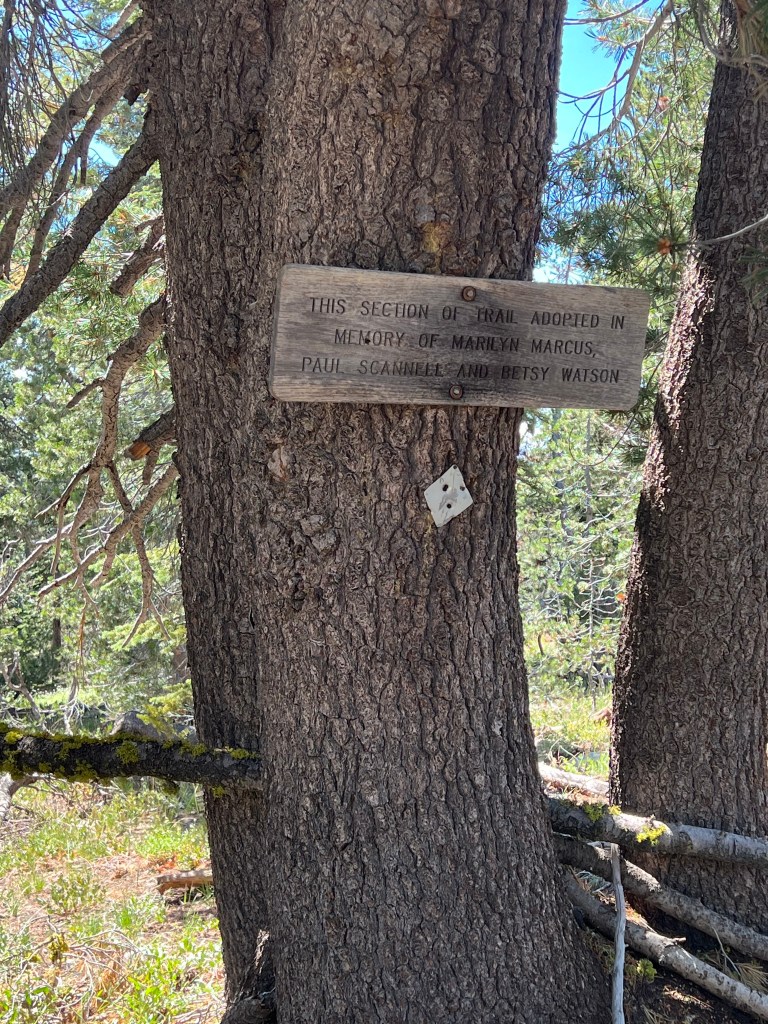 THIS SECTION OF TRAIL ADOPTED IN
MEMORY OF MARILYN MARCUS,
PAUL SCANNELL AND BETSY WATSON